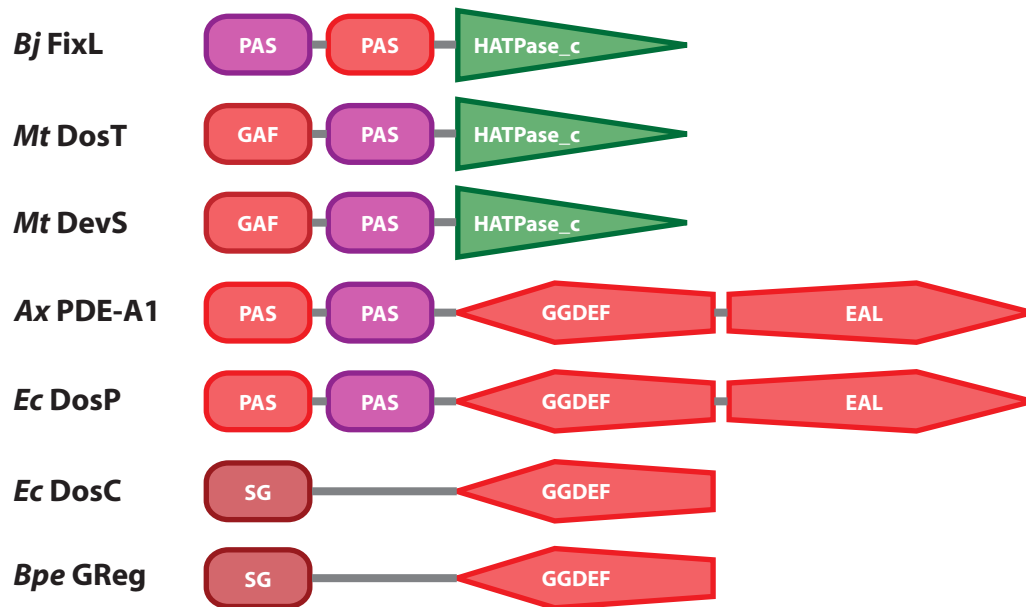 Bj FixL PAS PAS HATPase_c
Mt DosT GAF PAS HATPase_c
Mt DevS GAF PAS HATPase_c
Ax PDE-A1 PAS PAS GGDEF EAL
Ec DosP PAS PAS GGDEF EAL
Ec DosC SG GGDEF
Bpe GReg SG GGDEF